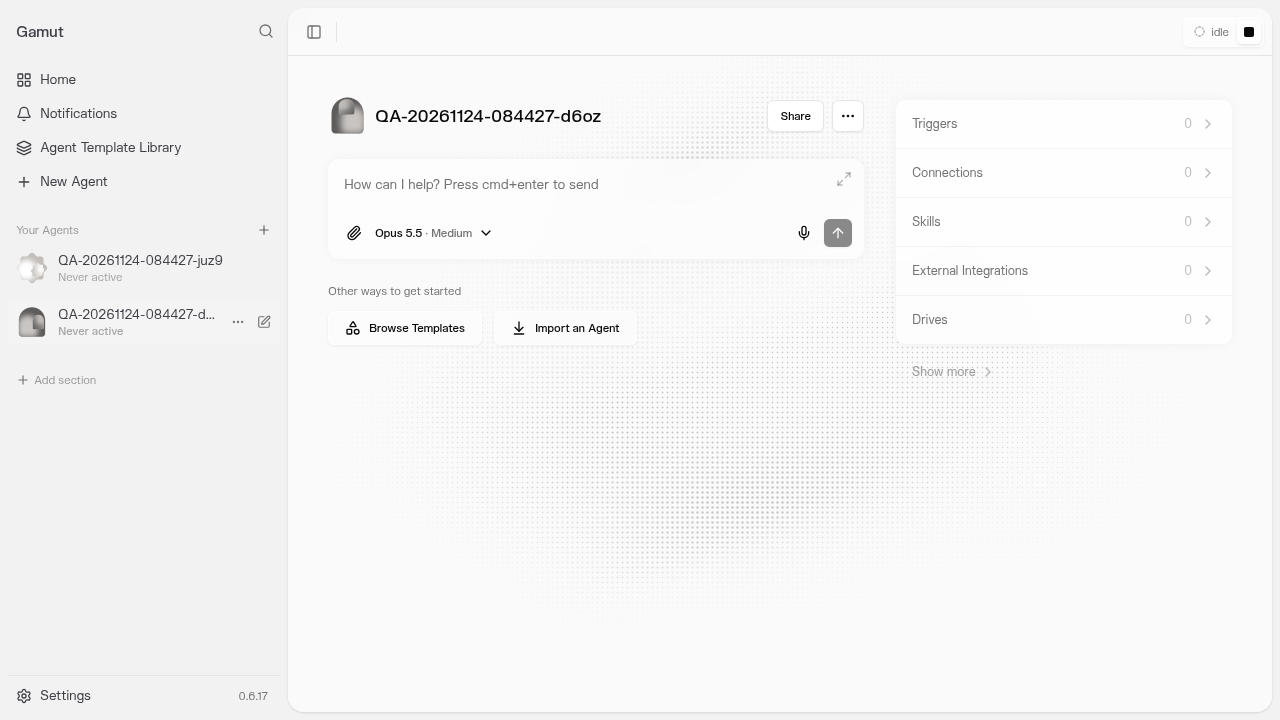 Gamut
Home
Notifications
Agent Template Library
New Agent
Your Agents
QA-20261124-084427-juz9
Never active
QA-20261124-084427-d...
Never active
Add section
Settings
0.6.17
idle
QA-20261124-084427-d6oz
Share
How can I help? Press cmd+enter to send
Opus 5.5 · Medium
Other ways to get started
Browse Templates
Import an Agent
Triggers 0
Connections 0
Skills 0
External Integrations 0
Drives 0
Show more